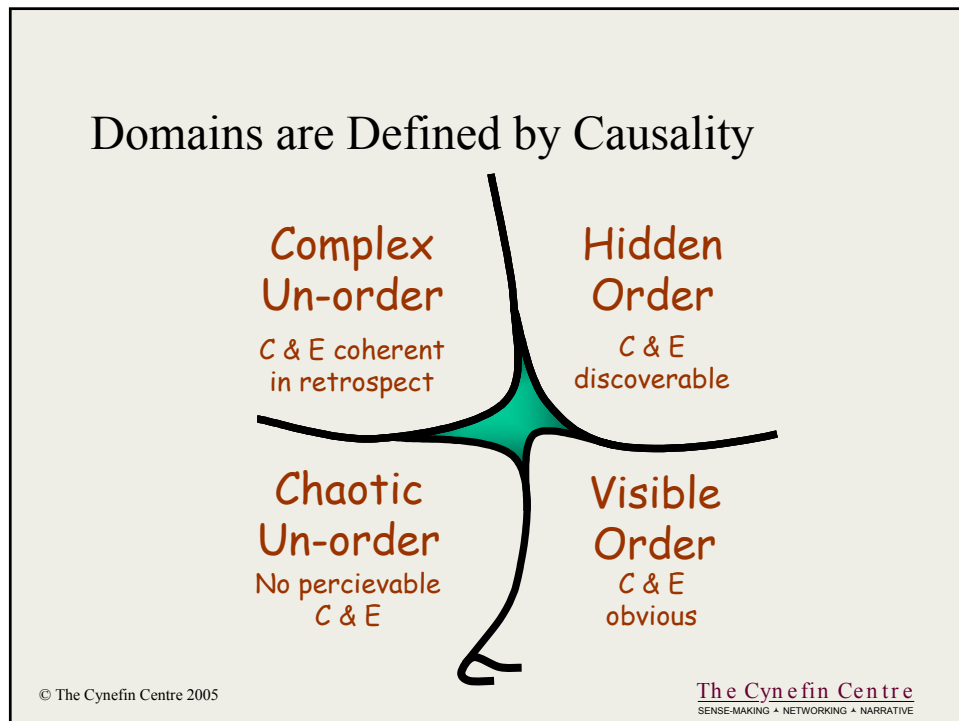 Domains are Defined by Causality
Complex
Un-order
C & E coherent
in retrospect
Hidden
Order
C & E
discoverable
Chaotic
Un-order
No percievable
C & E
Visible
Order
C & E
obvious
© The Cynefin Centre 2005
The Cynefin Centre
SENSE-MAKING ▲ NETWORKING ▲ NARRATIVE